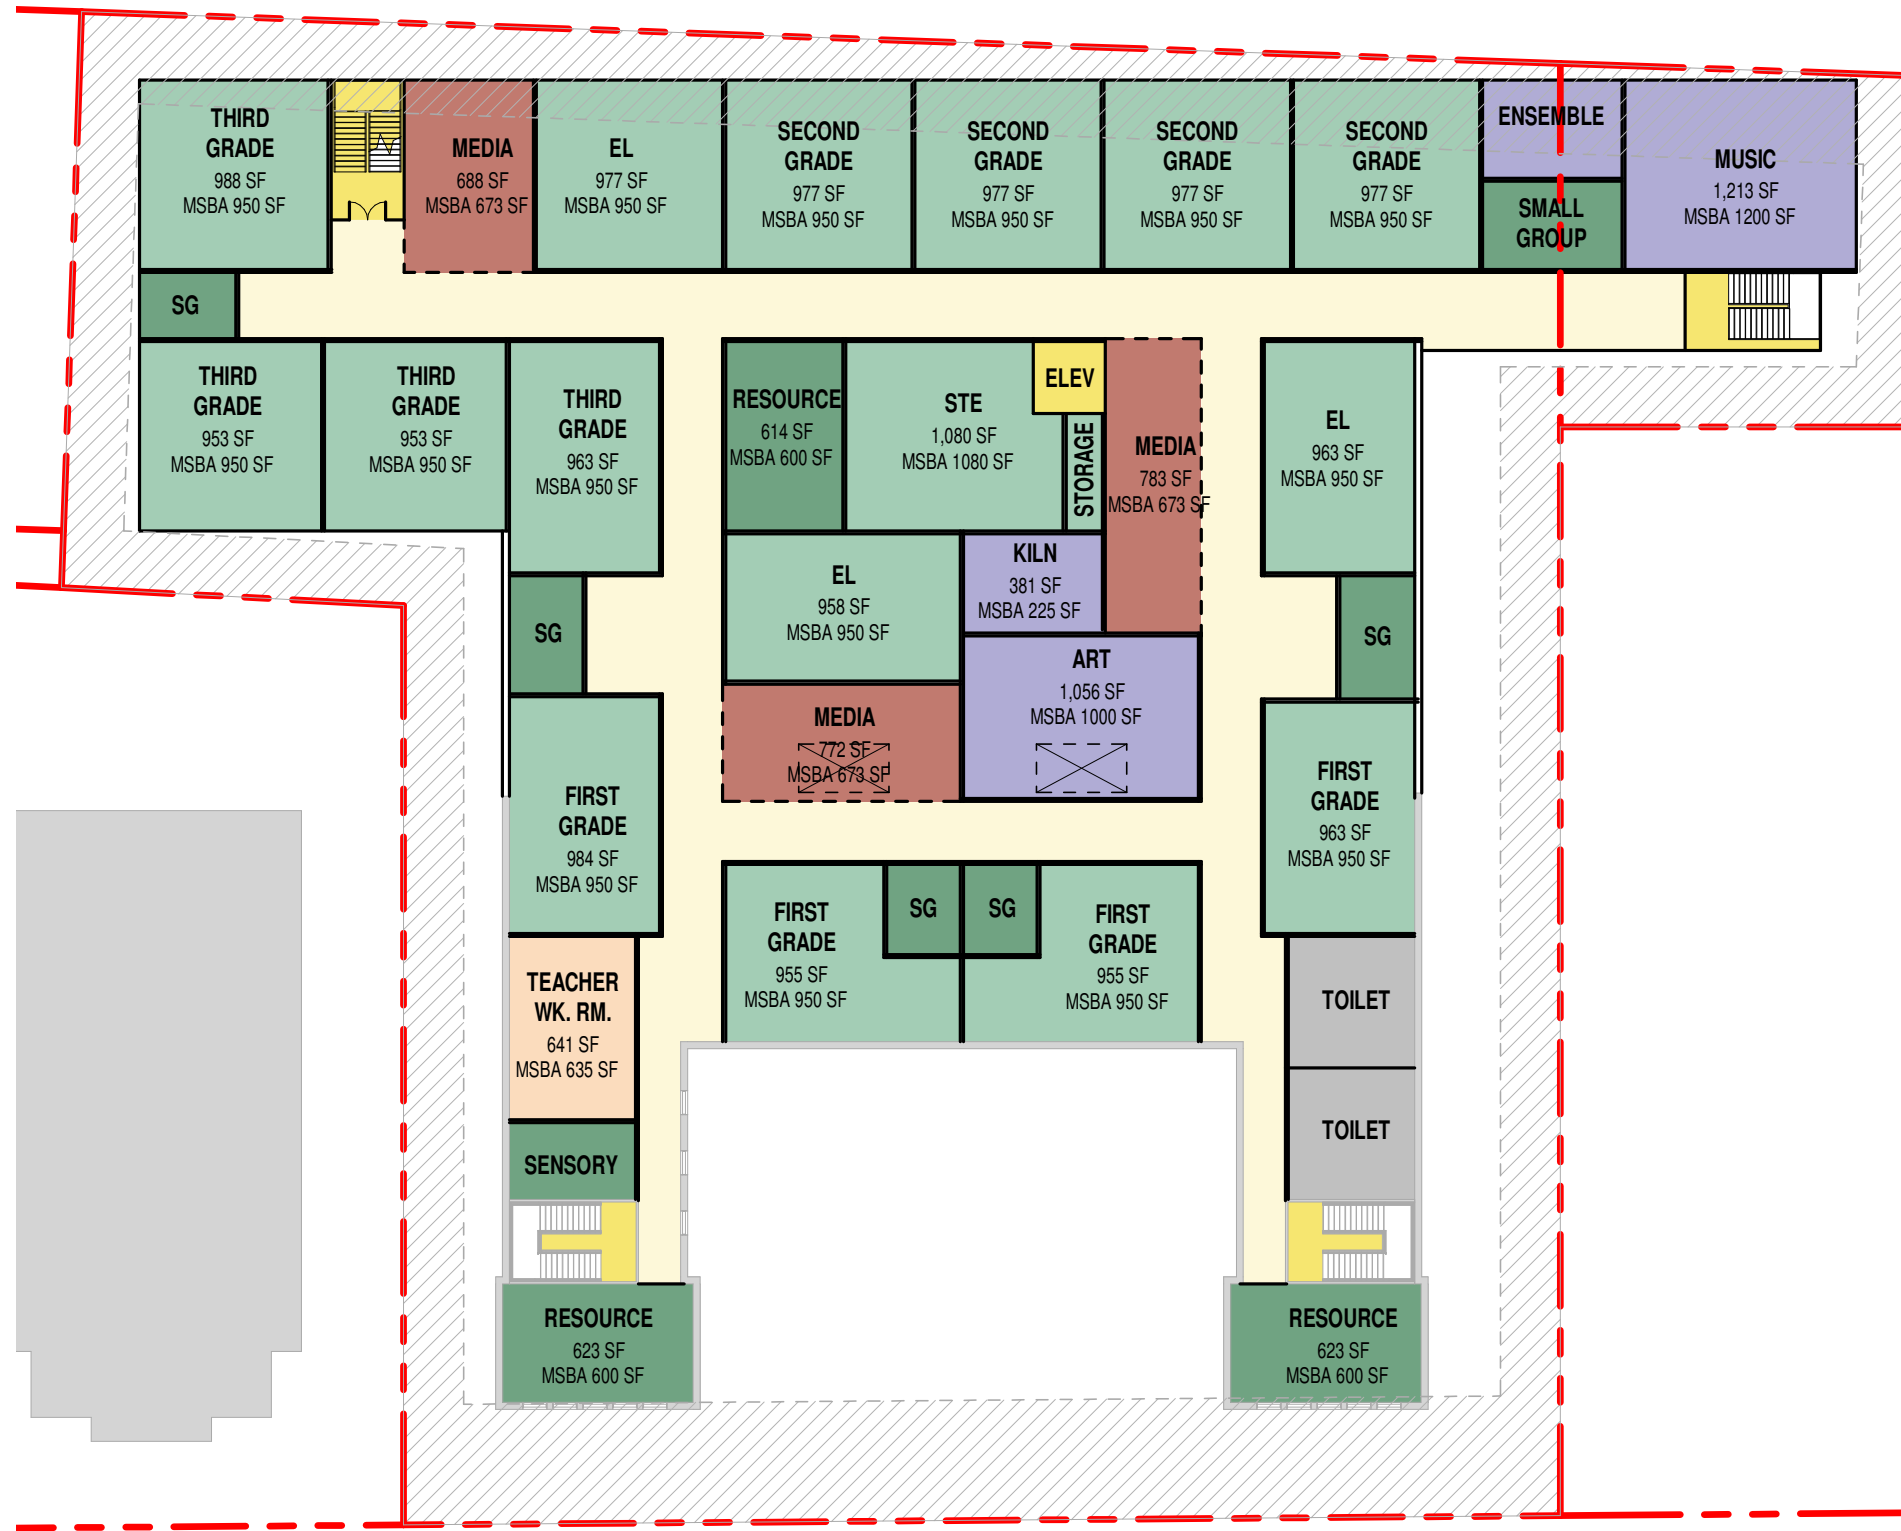 THIRD
GRADE
988 SF
MSBA 950 SF
MEDIA
688 SF
MSBA 673 SF
EL
977 SF
MSBA 950 SF
SECOND
GRADE
977 SF
MSBA 950 SF
SECOND
GRADE
977 SF
MSBA 950 SF
SECOND
GRADE
977 SF
MSBA 950 SF
SECOND
GRADE
977 SF
MSBA 950 SF
ENSEMBLE
SMALL
GROUP
MUSIC
1,213 SF
MSBA 1200 SF
SG
THIRD
GRADE
953 SF
MSBA 950 SF
THIRD
GRADE
953 SF
MSBA 950 SF
THIRD
GRADE
963 SF
MSBA 950 SF
RESOURCE
614 SF
MSBA 600 SF
STE
1,080 SF
MSBA 1080 SF
ELEV
STORAGE
MEDIA
783 SF
MSBA 673 SF
EL
963 SF
MSBA 950 SF
EL
958 SF
MSBA 950 SF
KILN
381 SF
MSBA 225 SF
SG
SG
ART
1,056 SF
MSBA 1000 SF
MEDIA
772 SF
MSBA 673 SF
FIRST
GRADE
984 SF
MSBA 950 SF
FIRST
GRADE
963 SF
MSBA 950 SF
FIRST
GRADE
955 SF
MSBA 950 SF
SG
SG
FIRST
GRADE
955 SF
MSBA 950 SF
TEACHER
WK. RM.
641 SF
MSBA 635 SF
TOILET
TOILET
SENSORY
RESOURCE
623 SF
MSBA 600 SF
RESOURCE
623 SF
MSBA 600 SF